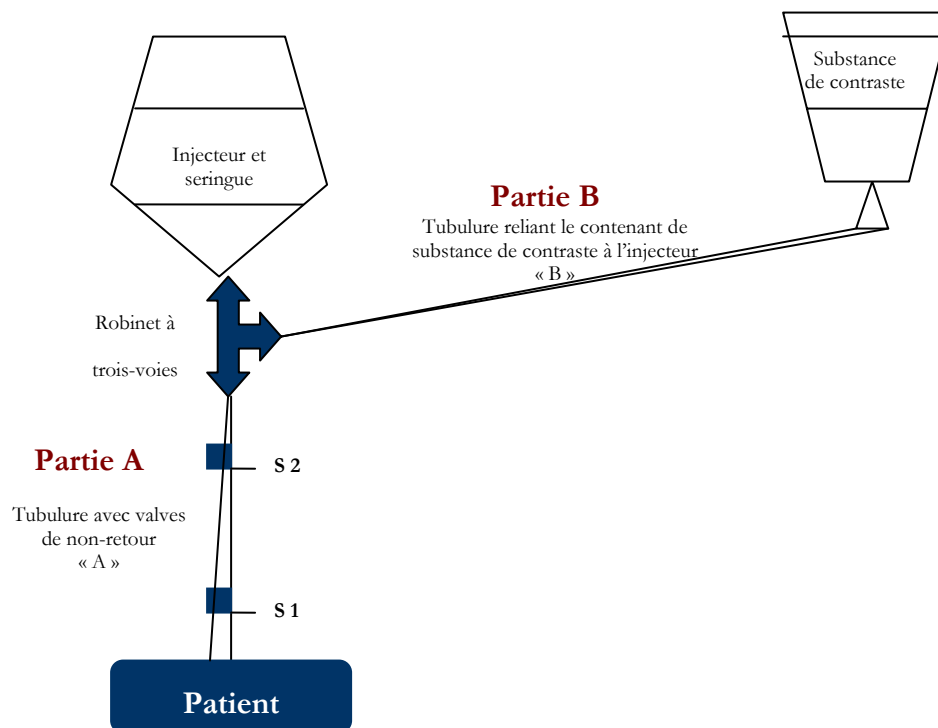 Substance
de contraste
Injecteur et
seringue
Partie B
Tubulure reliant le contenant de
substance de contraste à l'injecteur
« B »
Robinet à
trois-voies
Partie A
S 2
Tubulure avec valves
de non-retour
« A »
S 1
Patient